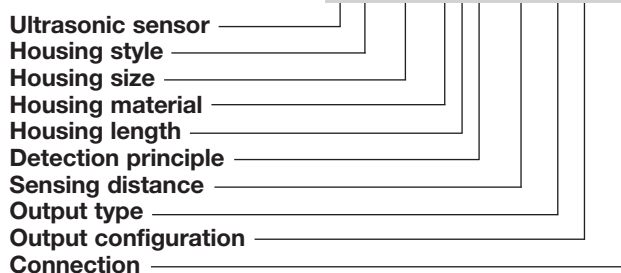 Ultrasonic sensor
Housing style
Housing size
Housing material
Housing length
Detection principle
Sensing distance
Output type
Output configuration
Connection